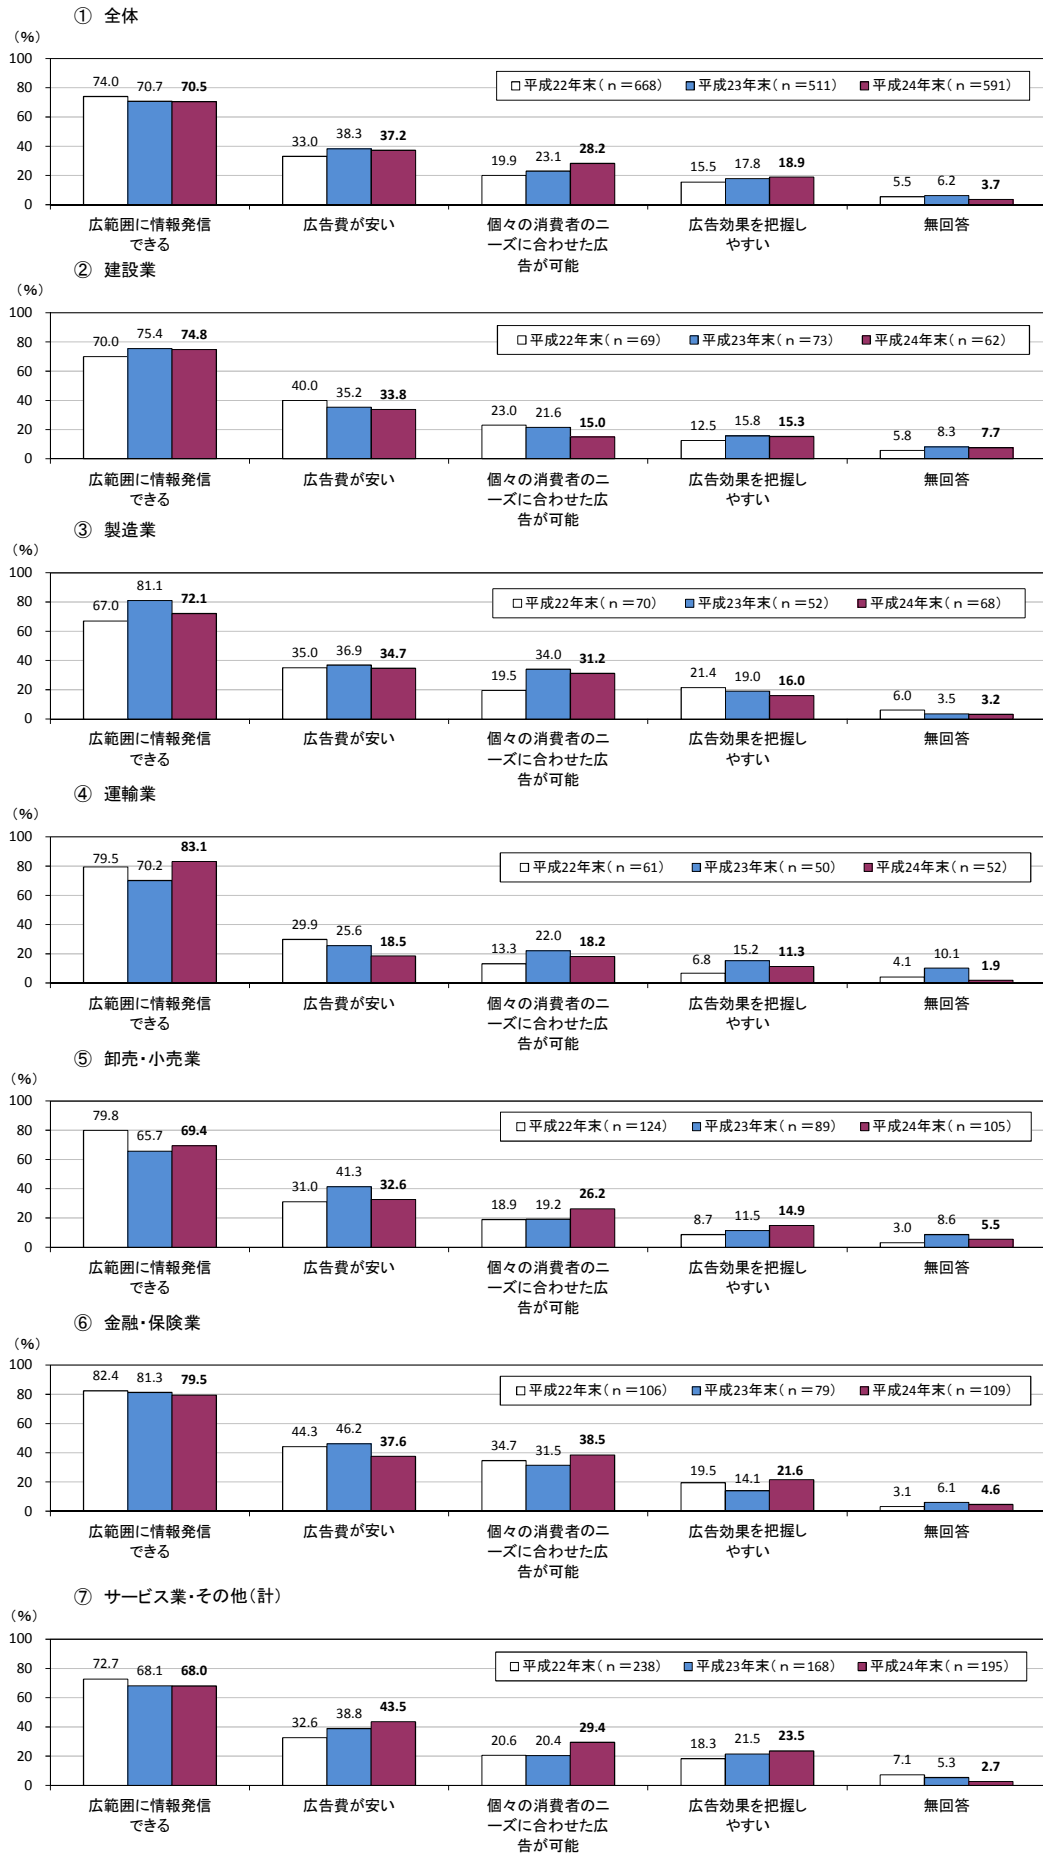 ① 全体
（%）
100
80
60
40
20
0
74.0 70.7 70.5
33.0 38.3 37.2
19.9 23.1 28.2
15.5 17.8 18.9
5.5 6.2 3.7
平成22年末（ｎ＝668） 平成23年末（ｎ＝511） 平成24年末（ｎ＝591）
広範囲に情報発信
できる
広告費が安い
個々の消費者のニ
ーズに合わせた広
告が可能
広告効果を把握し
やすい
無回答
② 建設業
（%）
100
80
60
40
20
0
70.0 75.4 74.8
40.0 35.2 33.8
23.0 21.6 15.0
12.5 15.8 15.3
5.8 8.3 7.7
平成22年末（ｎ＝69） 平成23年末（ｎ＝73） 平成24年末（ｎ＝62）
広範囲に情報発信
できる
広告費が安い
個々の消費者のニ
ーズに合わせた広
告が可能
広告効果を把握し
やすい
無回答
③ 製造業
（%）
100
80
60
40
20
0
67.0 81.1 72.1
35.0 36.9 34.7
19.5 34.0 31.2
21.4 19.0 16.0
6.0 3.5 3.2
平成22年末（ｎ＝70） 平成23年末（ｎ＝52） 平成24年末（ｎ＝68）
広範囲に情報発信
できる
広告費が安い
個々の消費者のニ
ーズに合わせた広
告が可能
広告効果を把握し
やすい
無回答
④ 運輸業
（%）
100
80
60
40
20
0
79.5 70.2 83.1
29.9 25.6 18.5
13.3 22.0 18.2
6.8 15.2 11.3
4.1 10.1 1.9
平成22年末（ｎ＝61） 平成23年末（ｎ＝50） 平成24年末（ｎ＝52）
広範囲に情報発信
できる
広告費が安い
個々の消費者のニ
ーズに合わせた広
告が可能
広告効果を把握し
やすい
無回答
⑤ 卸売・小売業
（%）
100
80
60
40
20
0
79.8 65.7 69.4
31.0 41.3 32.6
18.9 19.2 26.2
8.7 11.5 14.9
3.0 8.6 5.5
平成22年末（ｎ＝124） 平成23年末（ｎ＝89） 平成24年末（ｎ＝105）
広範囲に情報発信
できる
広告費が安い
個々の消費者のニ
ーズに合わせた広
告が可能
広告効果を把握し
やすい
無回答
⑥ 金融・保険業
（%）
100
80
60
40
20
0
82.4 81.3 79.5
44.3 46.2 37.6
34.7 31.5 38.5
19.5 14.1 21.6
3.1 6.1 4.6
平成22年末（ｎ＝106） 平成23年末（ｎ＝79） 平成24年末（ｎ＝109）
広範囲に情報発信
できる
広告費が安い
個々の消費者のニ
ーズに合わせた広
告が可能
広告効果を把握し
やすい
無回答
⑦ サービス業・その他（計）
（%）
100
80
60
40
20
0
72.7 68.1 68.0
32.6 38.8 43.5
20.6 20.4 29.4
18.3 21.5 23.5
7.1 5.3 2.7
平成22年末（ｎ＝238） 平成23年末（ｎ＝168） 平成24年末（ｎ＝195）
広範囲に情報発信
できる
広告費が安い
個々の消費者のニ
ーズに合わせた広
告が可能
広告効果を把握し
やすい
無回答